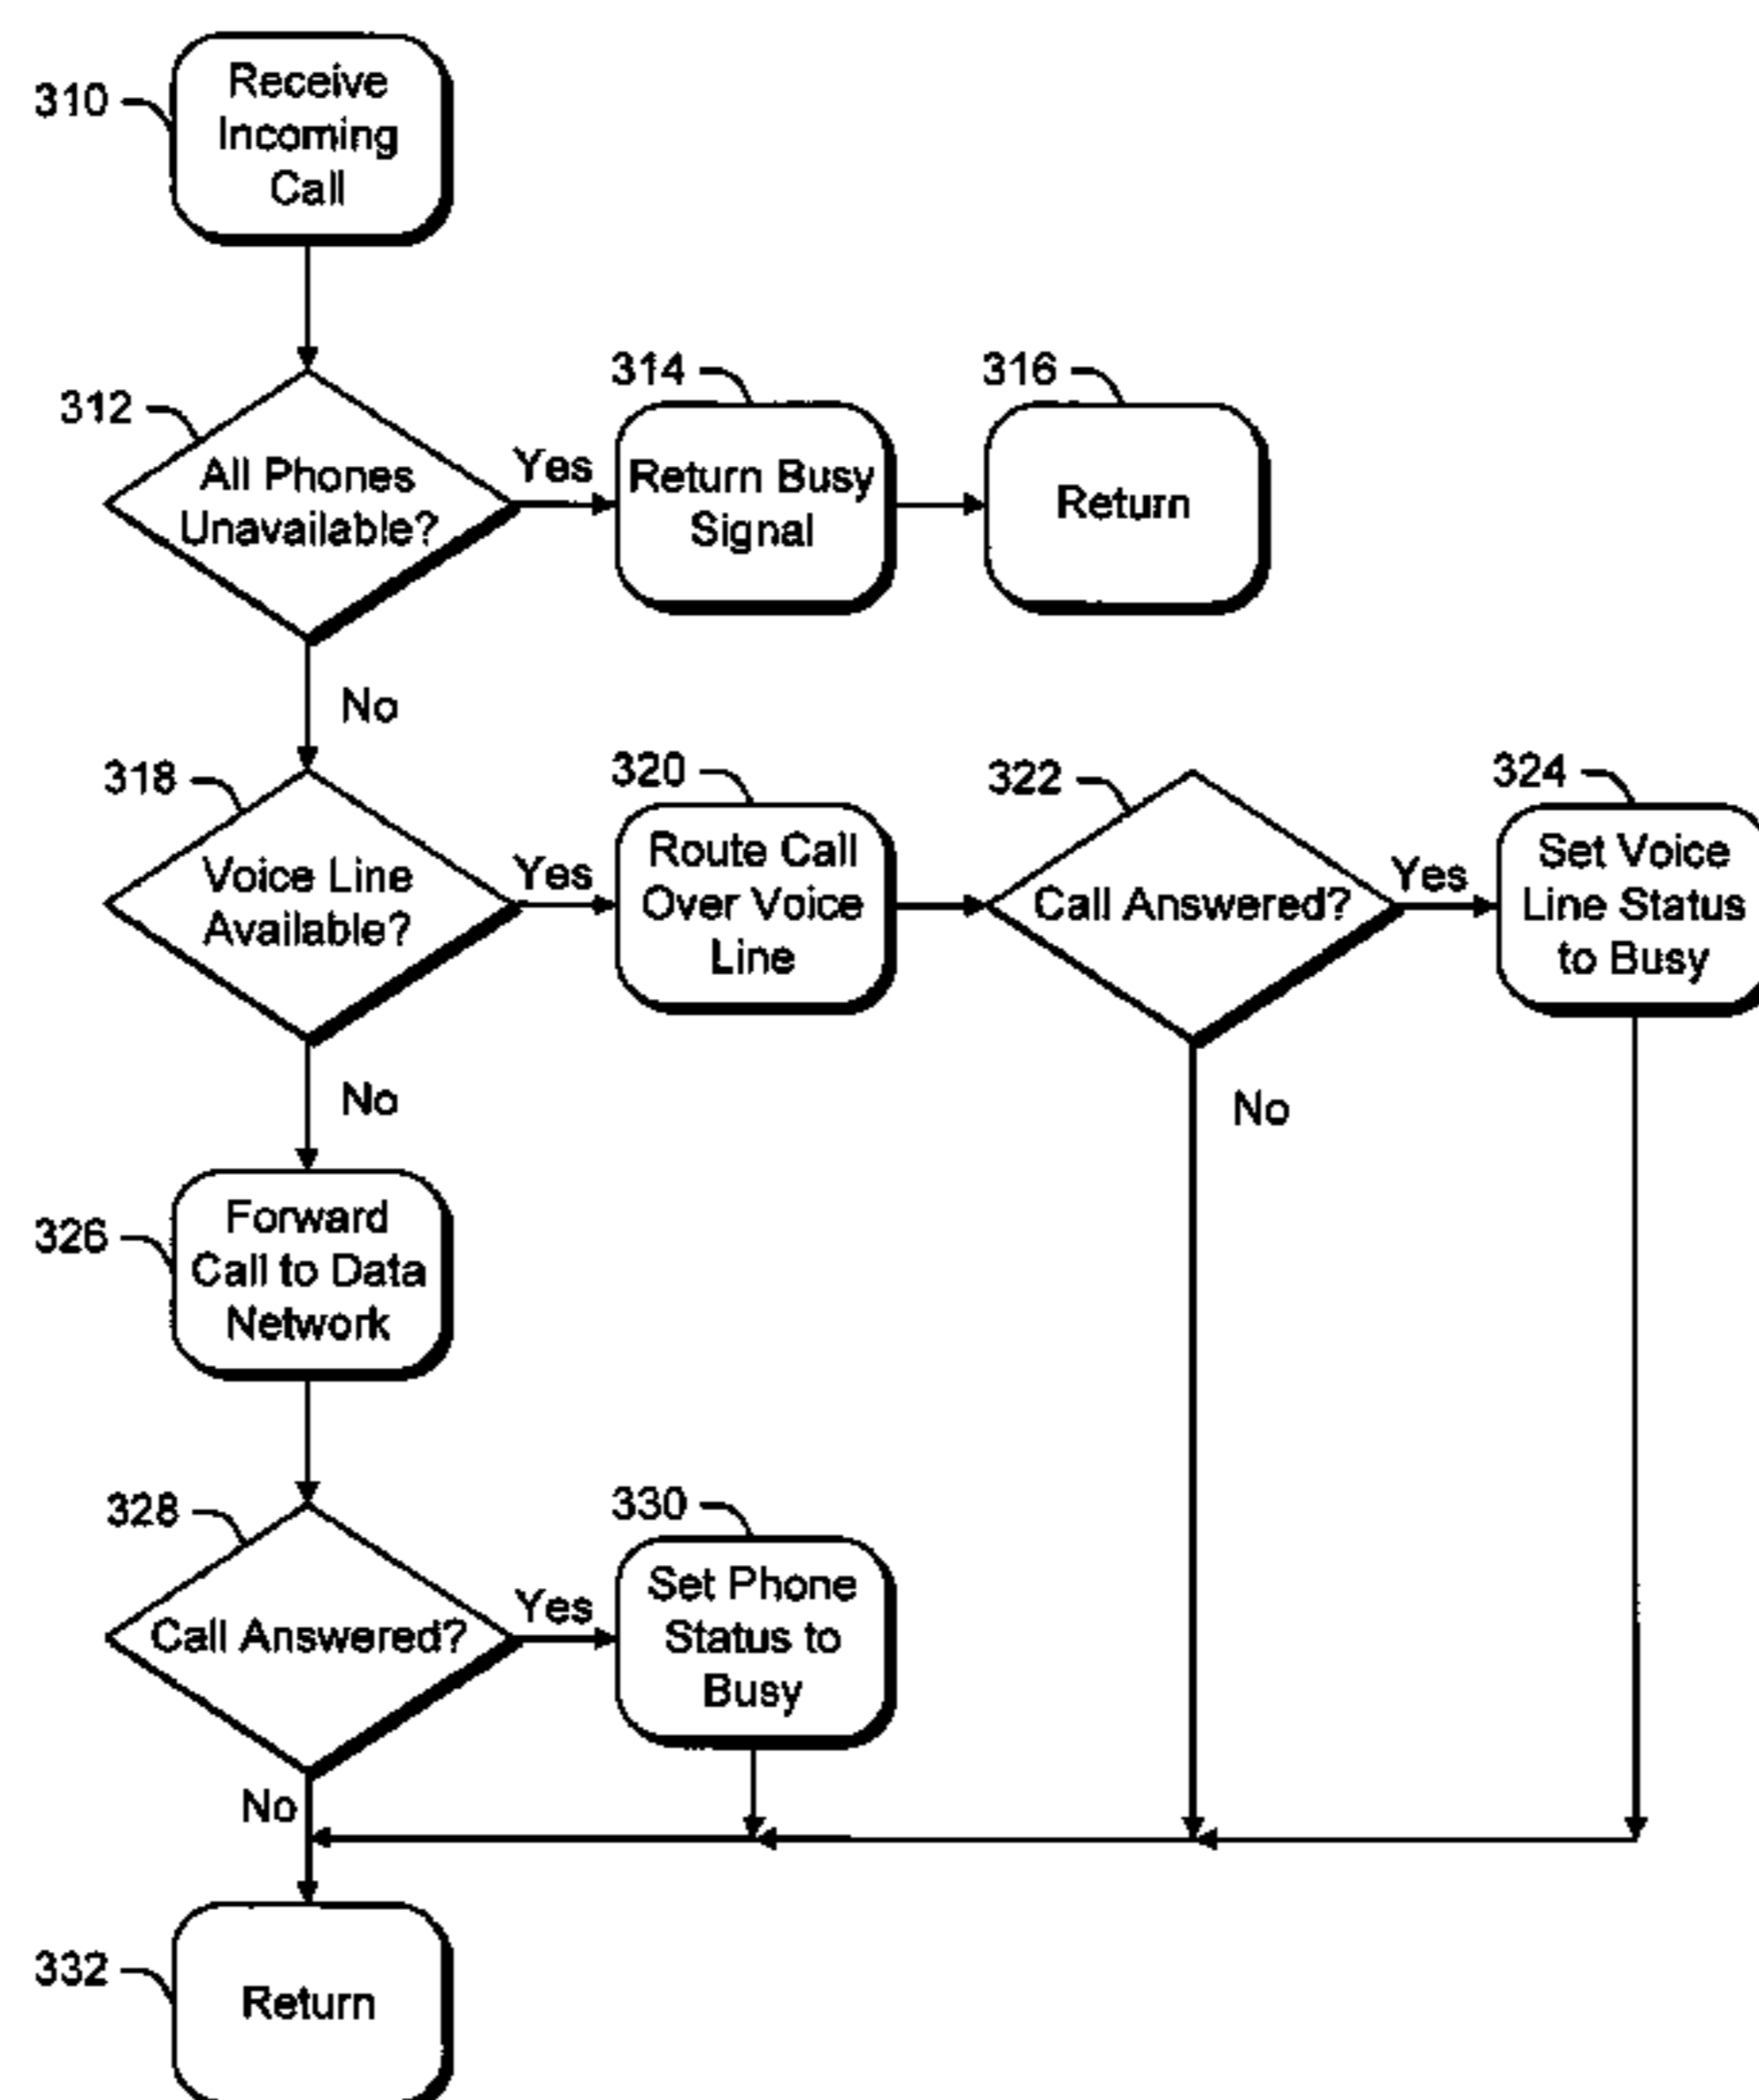 310
Receive
Incoming
Call
312
All Phones
Unavailable?
Yes
314
Return Busy
Signal
316
Return
No
318
Voice Line
Available?
Yes
320
Route Call
Over Voice
Line
322
Call Answered?
Yes
324
Set Voice
Line Status
to Busy
No
No
326
Forward
Call to Data
Network
328
Call Answered?
Yes
330
Set Phone
Status to
Busy
No
332
Return